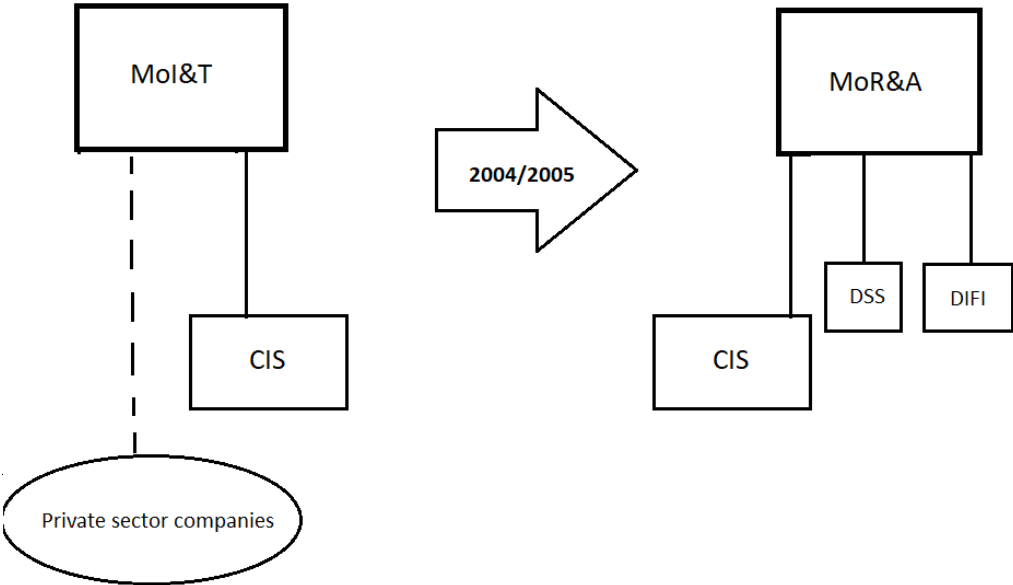 MoI&T
MoR&A
2004/2005
DSS
DIFI
CIS
CIS
Private sector companies